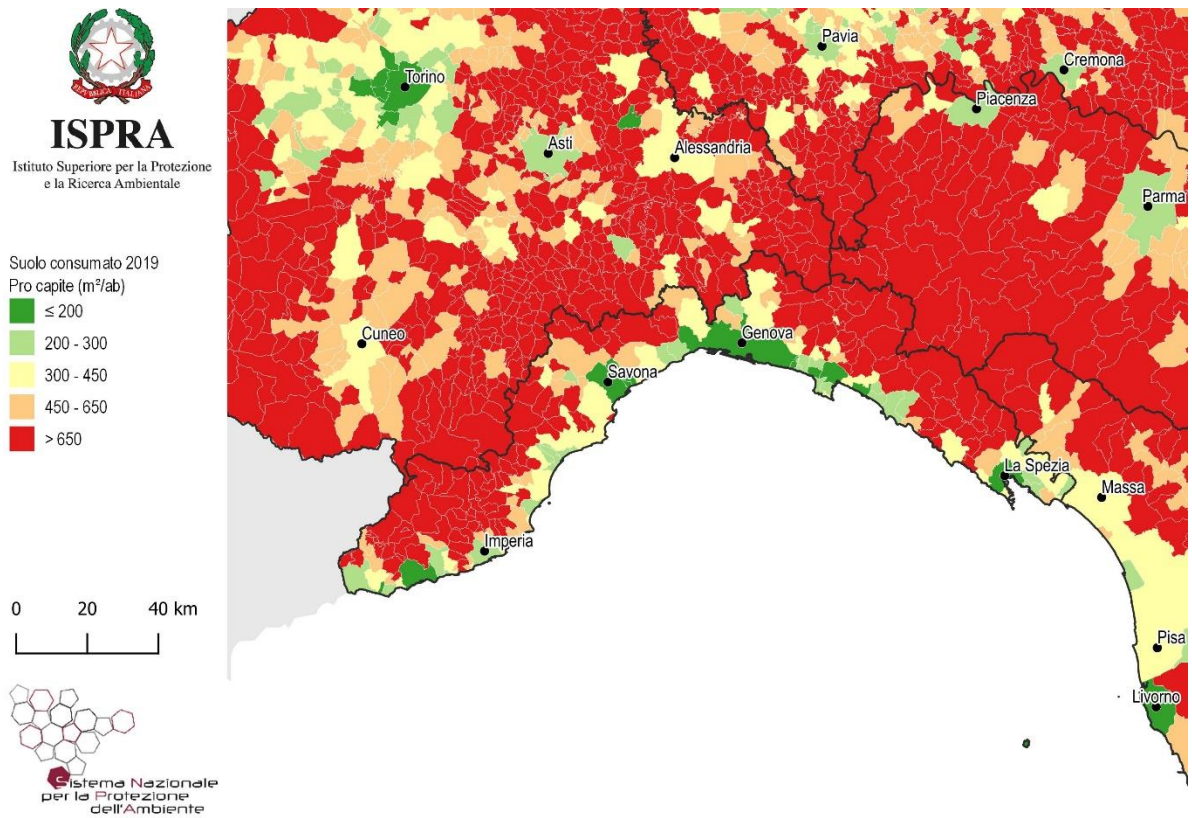 REPUBBLICA ITALIANA
ISPRA
Istituto Superiore per la Protezione
e la Ricerca Ambientale
Suolo consumato 2019
Pro capite (m²/ab)
≤ 200
200 - 300
300 - 450
450 - 650
> 650
0 20 40 km
Sistema Nazionale
per la Protezione
dell'Ambiente
Pavia
Cremona
Torino
Piacenza
Asti
Alessandria
Parma
Cuneo
Genova
Savona
La Spezia
Massa
Imperia
Pisa
Livorno